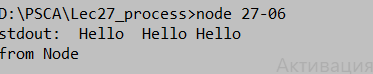 D:\PSCA\Lec27_process>node 27-06
stdout:  Hello  Hello Hello
from Node
Активация